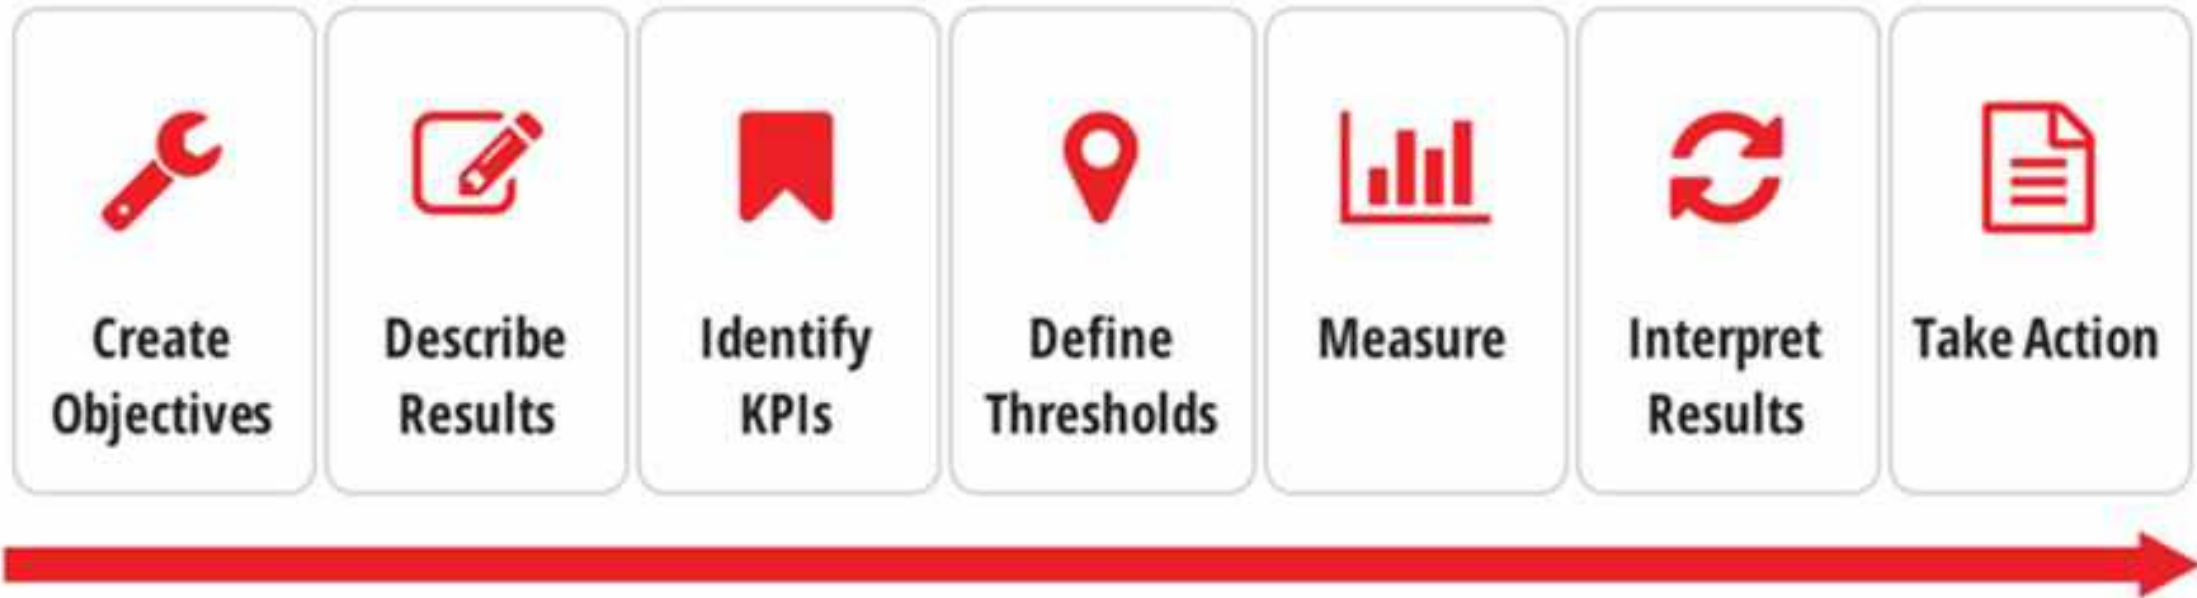 Create
Objectives
Describe
Results
Identify
KPIs
Define
Thresholds
Measure
Interpret
Results
Take Action